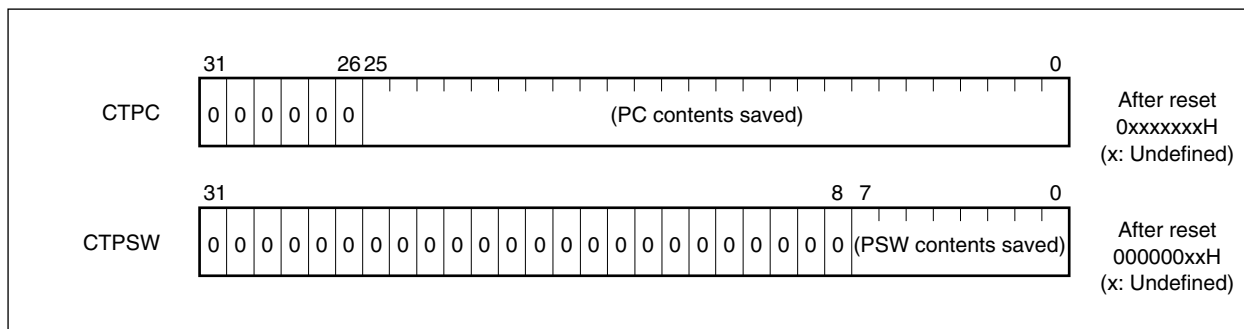 31 26 25 0
CTPC 0 0 0 0 0 0 (PC contents saved)
After reset
0xxxxxxxH
(x: Undefined)
31 8 7 0
CTPSW 0 0 0 0 0 0 0 0 0 0 0 0 0 0 0 0 0 0 0 0 0 0 0 0 (PSW contents saved)
After reset
000000xxH
(x: Undefined)